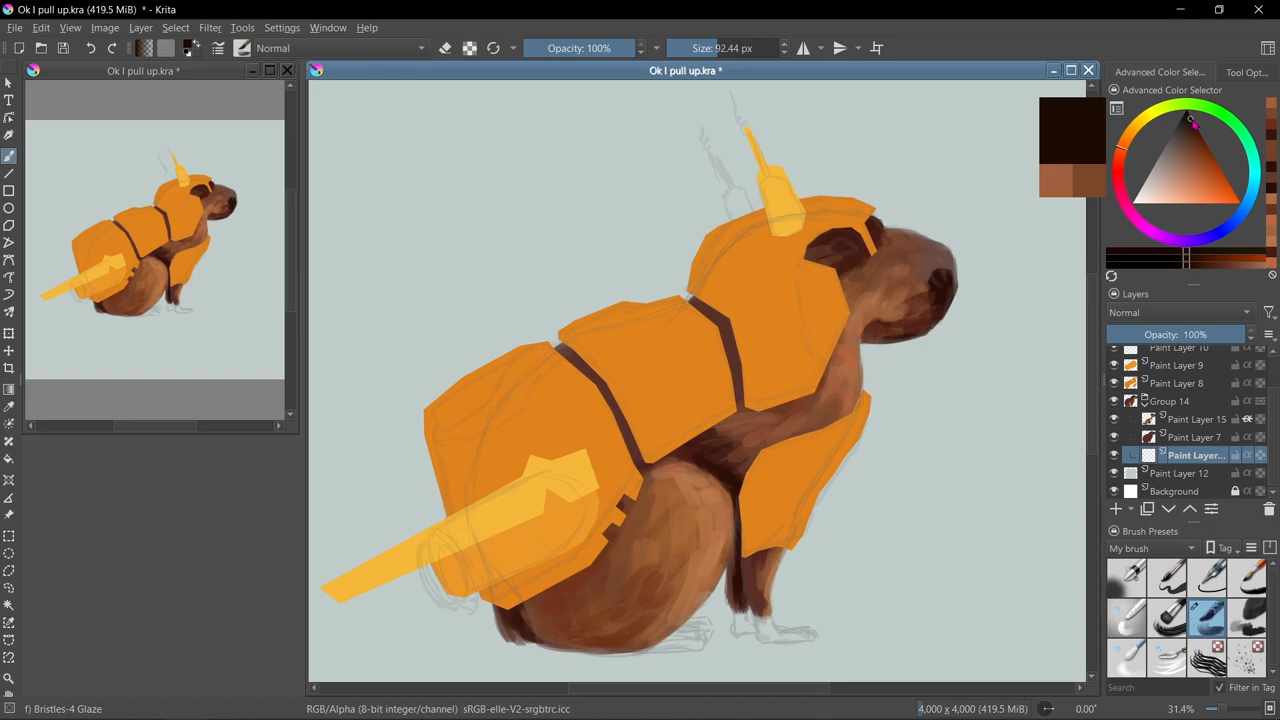 Ok I pull up.kra (419.5 MiB) * - Krita
File Edit View Image Layer Select Filter Tools Settings Window Help
Normal
Opacity: 100%
Size: 92.44 px
Ok I pull up.kra *
Ok I pull up.kra *
Advanced Color Sele...
Tool Opt...
Advanced Color Selector
Layers
Normal
Opacity: 100%
Paint Layer 10
Paint Layer 9
Paint Layer 8
Group 14
Paint Layer 15
Paint Layer 7
Paint Layer...
Paint Layer 12
Background
Brush Presets
My brush
Tag
Search
Filter in Tag
f) Bristles-4 Glaze
RGB/Alpha (8-bit integer/channel) sRGB-elle-V2-srgbtrc.icc
4,000 x 4,000 (419.5 MiB)
0.00°
31.4%